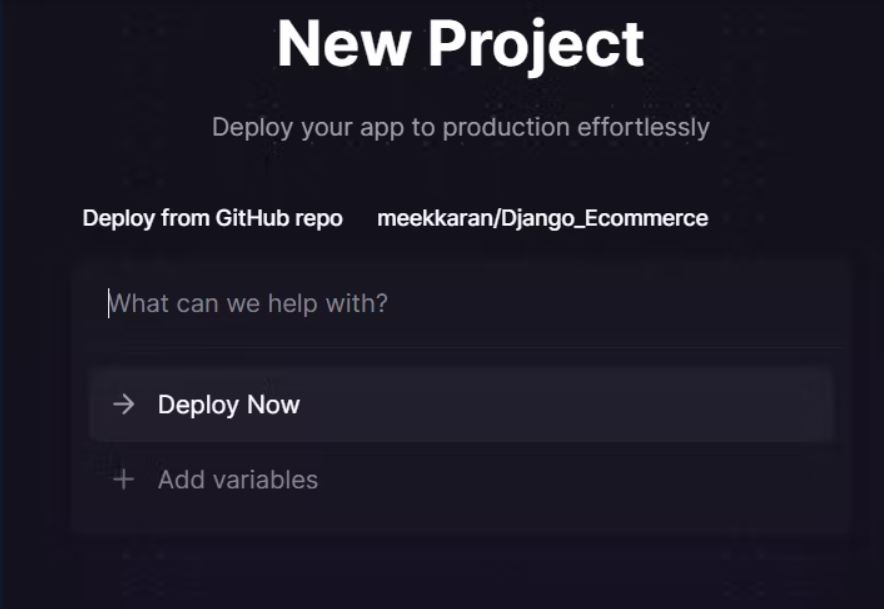 New Project
Deploy your app to production effortlessly
Deploy from GitHub repo meekkaran/Django_Ecommerce
What can we help with?
Deploy Now
Add variables